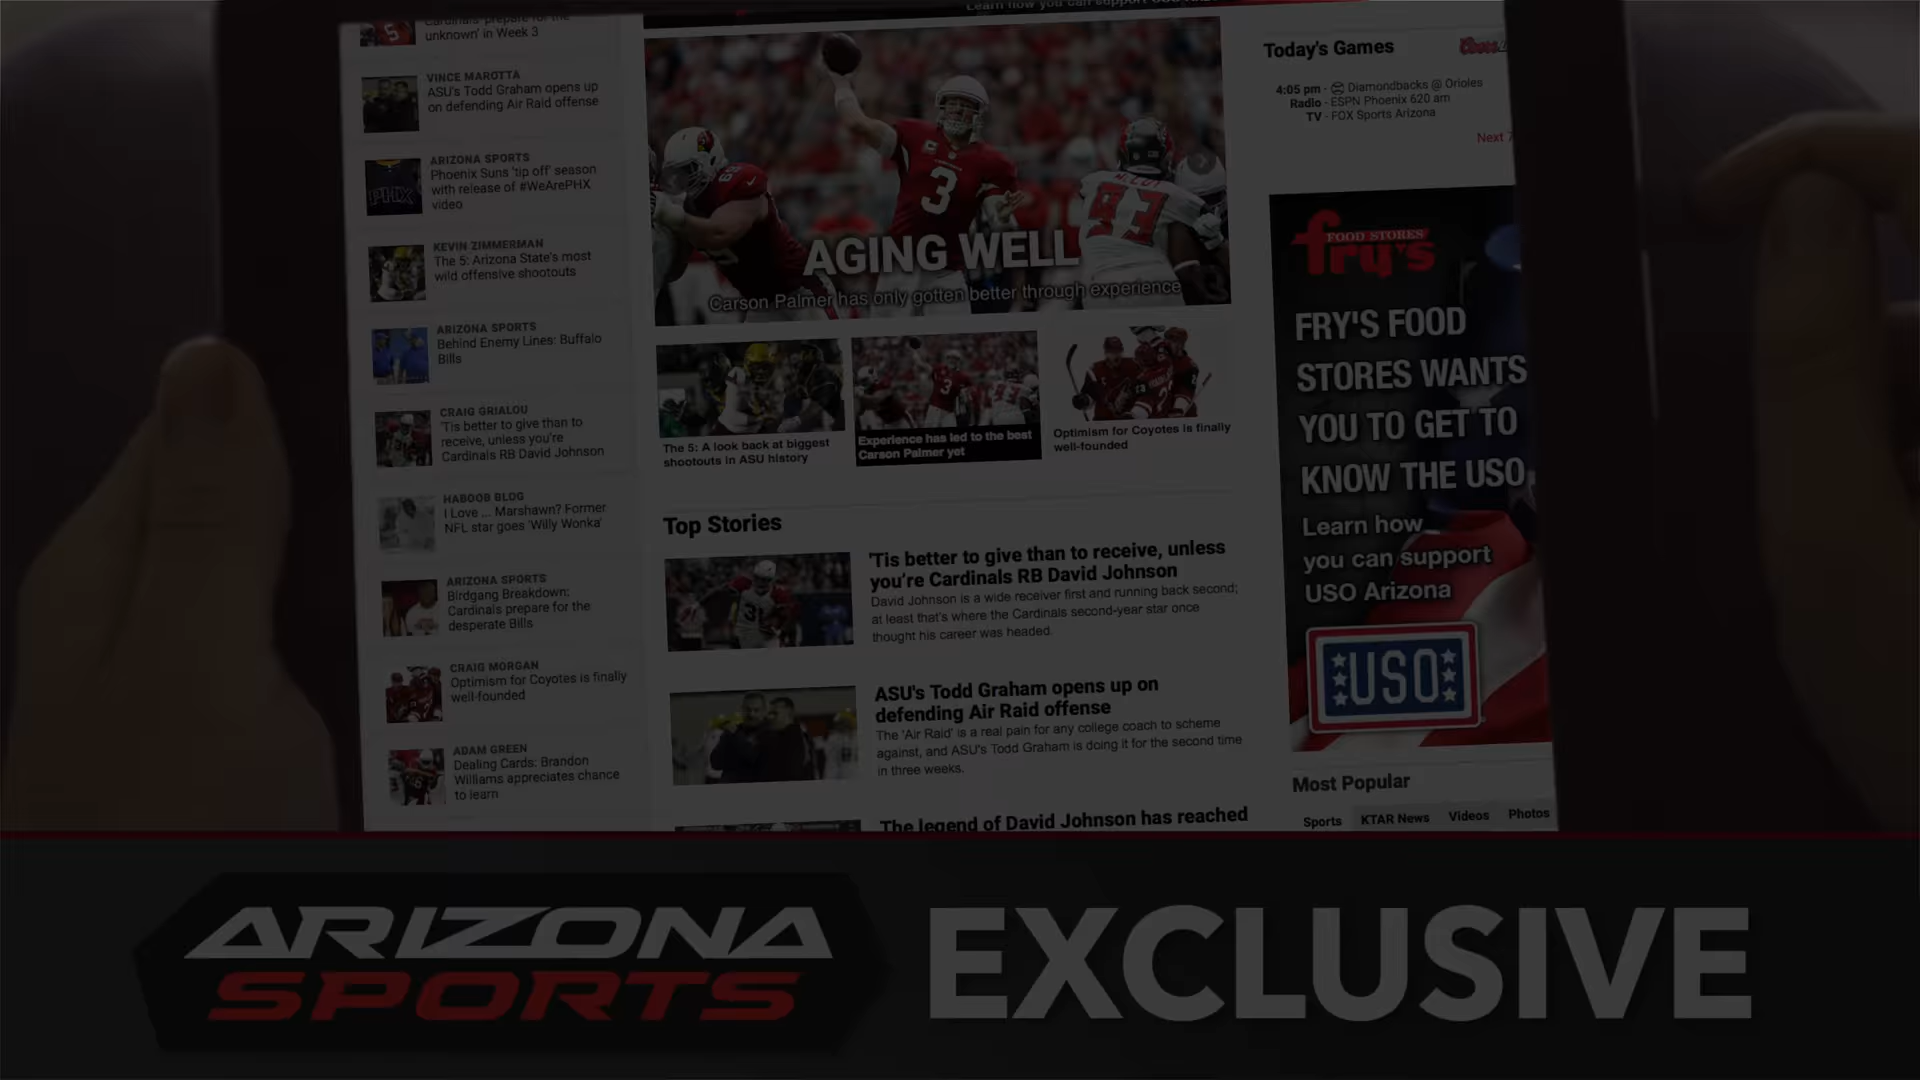 Cardinals prepare for the
unknown' in Week 3
VINCE MAROTTA
ASU's Todd Graham opens up
on defending Air Raid offense
ARIZONA SPORTS
Phoenix Suns 'tip off' season
with release of #WeArePHX
video
KEVIN ZIMMERMAN
The 5: Arizona State's most
wild offensive shootouts
ARIZONA SPORTS
Behind Enemy Lines: Buffalo
Bills
CRAIG GRIALOU
'Tis better to give than to
receive, unless you're
Cardinals RB David Johnson
HABOOB BLOG
I Love ... Marshawn? Former
NFL star goes 'Willy Wonka'
ARIZONA SPORTS
Birdgang Breakdown:
Cardinals prepare for the
desperate Bills
CRAIG MORGAN
Optimism for Coyotes is finally
well-founded
ADAM GREEN
Dealing Cards: Brandon
Williams appreciates chance
to learn
Learn how you can support
3
93
AGING WELL
Carson Palmer has only gotten better through experience
The 5: A look back at biggest
shootouts in ASU history
Experience has led to the best
Carson Palmer yet
Optimism for Coyotes is finally
well-founded
Top Stories
'Tis better to give than to receive, unless
you're Cardinals RB David Johnson
David Johnson is a wide receiver first and running back second;
at least that's where the Cardinals second-year star once
thought his career was headed.
ASU's Todd Graham opens up on
defending Air Raid offense
The 'Air Raid' is a real pain for any college coach to scheme
against, and ASU's Todd Graham is doing it for the second time
in three weeks.
The legend of David Johnson has reached
Today's Games
4:05 pm - Diamondbacks @ Orioles
Radio - ESPN Phoenix 620 am
TV - FOX Sports Arizona
Next
FOOD STORES
fry's
FRY'S FOOD
STORES WANTS
YOU TO GET TO
KNOW THE USO.
Learn how
you can support
USO Arizona
USO
Most Popular
Sports KTAR News Videos Photos
ARIZONA
SPORTS
EXCLUSIVE